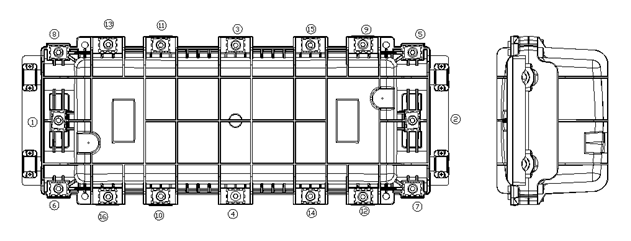 ⑬ ⑪ ③ ⑮ ⑨
⑧ ⑤
① ②
⑥ ⑯ ⑩ ④ ⑭ ⑫ ⑦